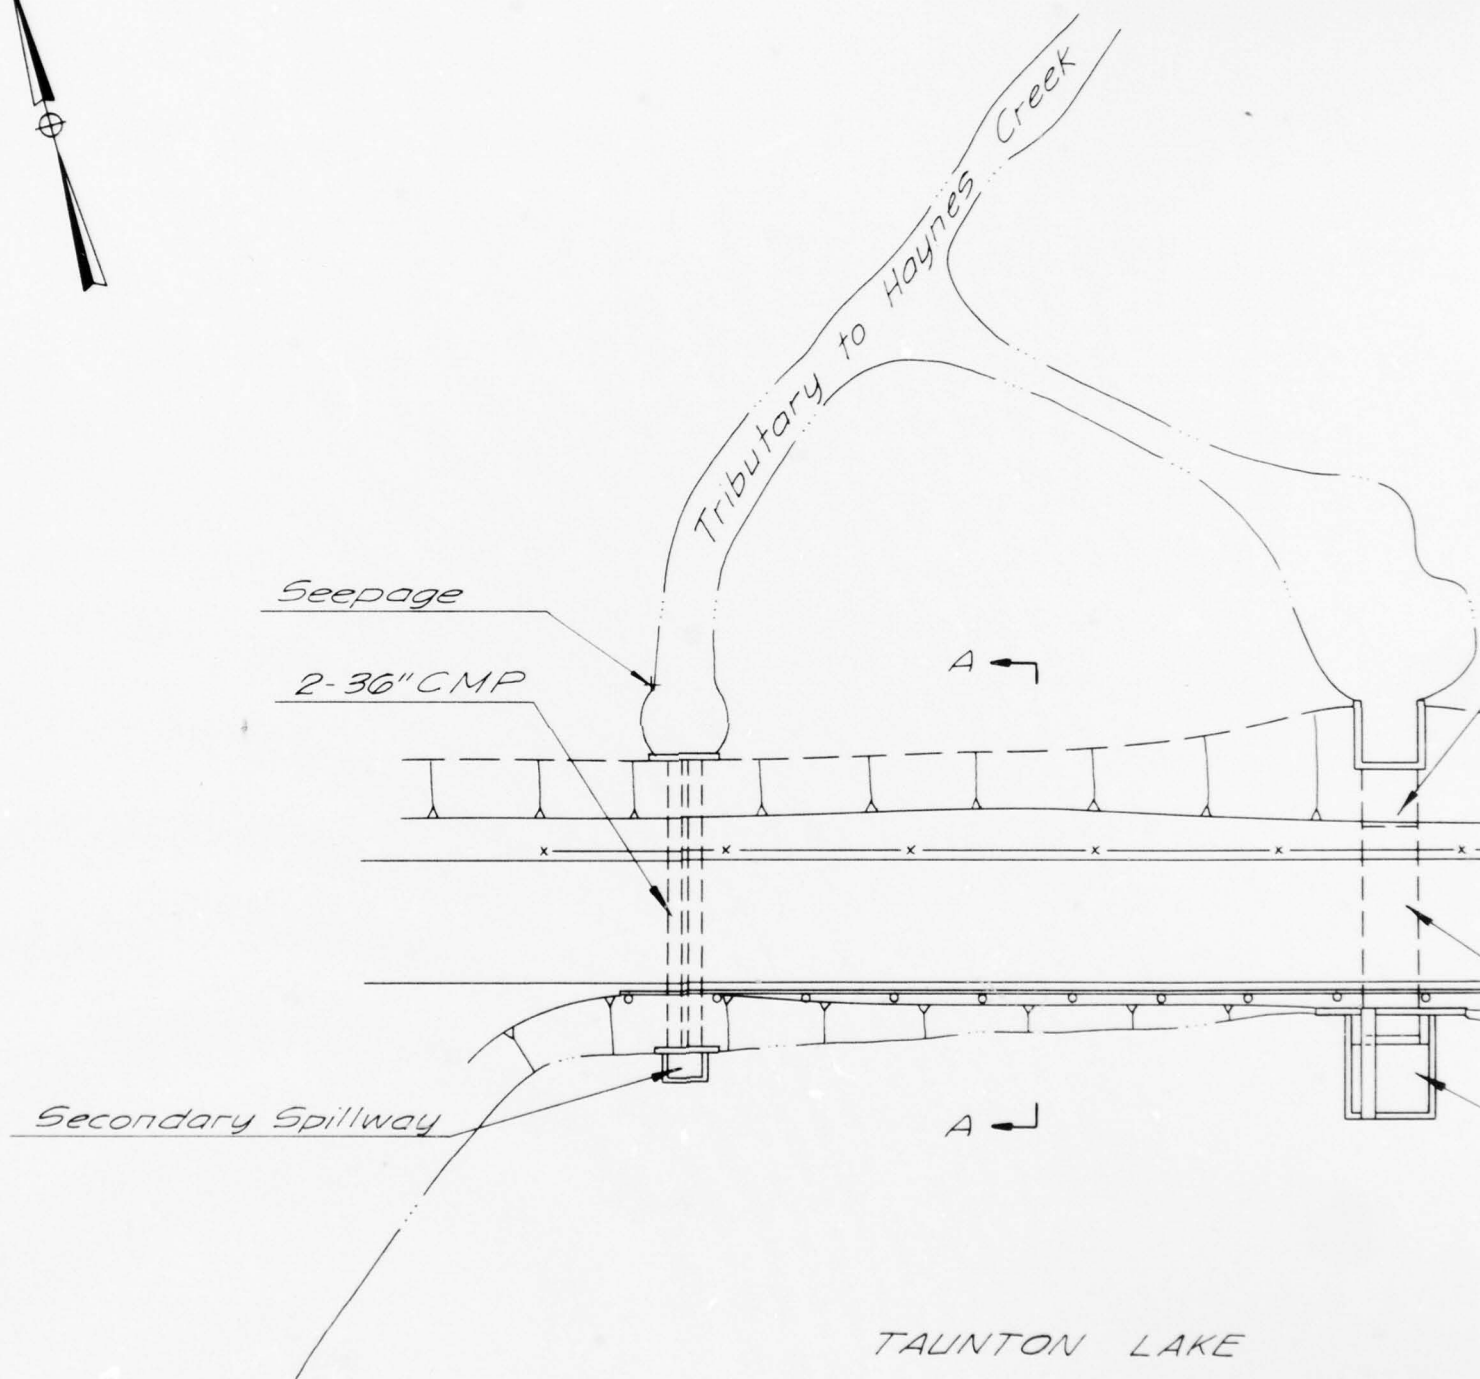 Tributary to Haynes Creek
Seepage
2-36" CMP
A
A
Secondary Spillway
TAUNTON LAKE